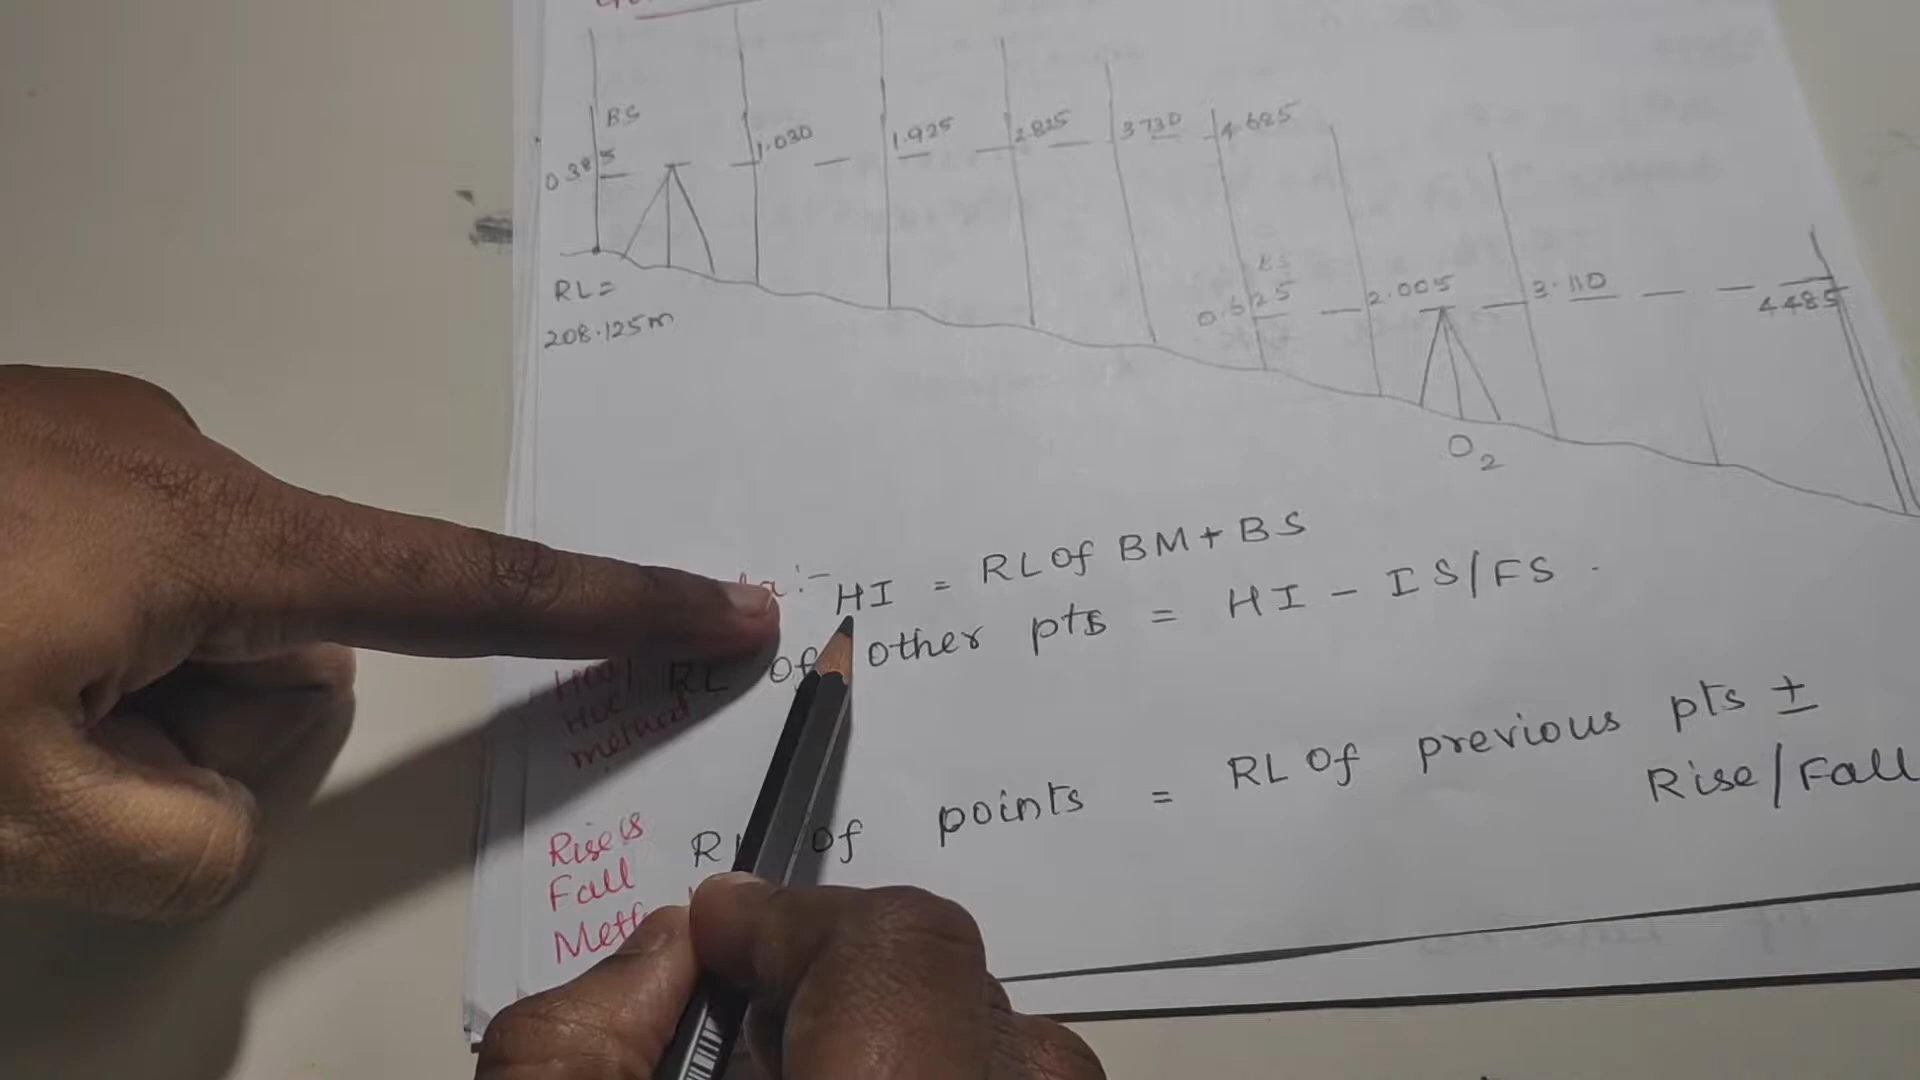 BS
0.385
1.030
1.925
2.825
3.730
4.685
RL =
208.125m
BS
0.625
2.005
3.110
4.485
O2
HI = RL Of BM + BS
RL Of other pts = HI - IS/FS .
method
Rise &
Fall
RL of points = RL Of previous pts ±
Rise/Fall